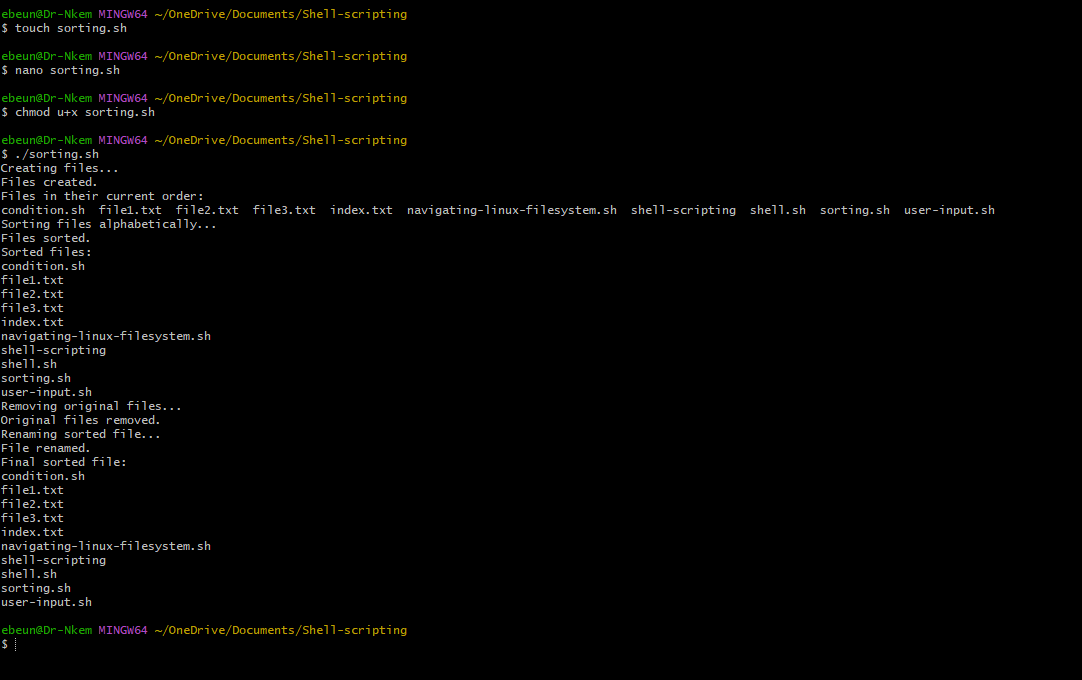 ebeun@Dr-Nkem MINGW64 ~/OneDrive/Documents/Shell-scripting
$ touch sorting.sh
ebeun@Dr-Nkem MINGW64 ~/OneDrive/Documents/Shell-scripting
$ nano sorting.sh
ebeun@Dr-Nkem MINGW64 ~/OneDrive/Documents/Shell-scripting
$ chmod u+x sorting.sh
ebeun@Dr-Nkem MINGW64 ~/OneDrive/Documents/Shell-scripting
$ ./sorting.sh
Creating files...
Files created.
Files in their current order:
condition.sh  file1.txt  file2.txt  file3.txt  index.txt  navigating-linux-filesystem.sh  shell-scripting  shell.sh  sorting.sh  user-input.sh
Sorting files alphabetically...
Files sorted.
Sorted files:
condition.sh
file1.txt
file2.txt
file3.txt
index.txt
navigating-linux-filesystem.sh
shell-scripting
shell.sh
sorting.sh
user-input.sh
Removing original files...
Original files removed.
Renaming sorted file...
File renamed.
Final sorted file:
condition.sh
file1.txt
file2.txt
file3.txt
index.txt
navigating-linux-filesystem.sh
shell-scripting
shell.sh
sorting.sh
user-input.sh
ebeun@Dr-Nkem MINGW64 ~/OneDrive/Documents/Shell-scripting
$